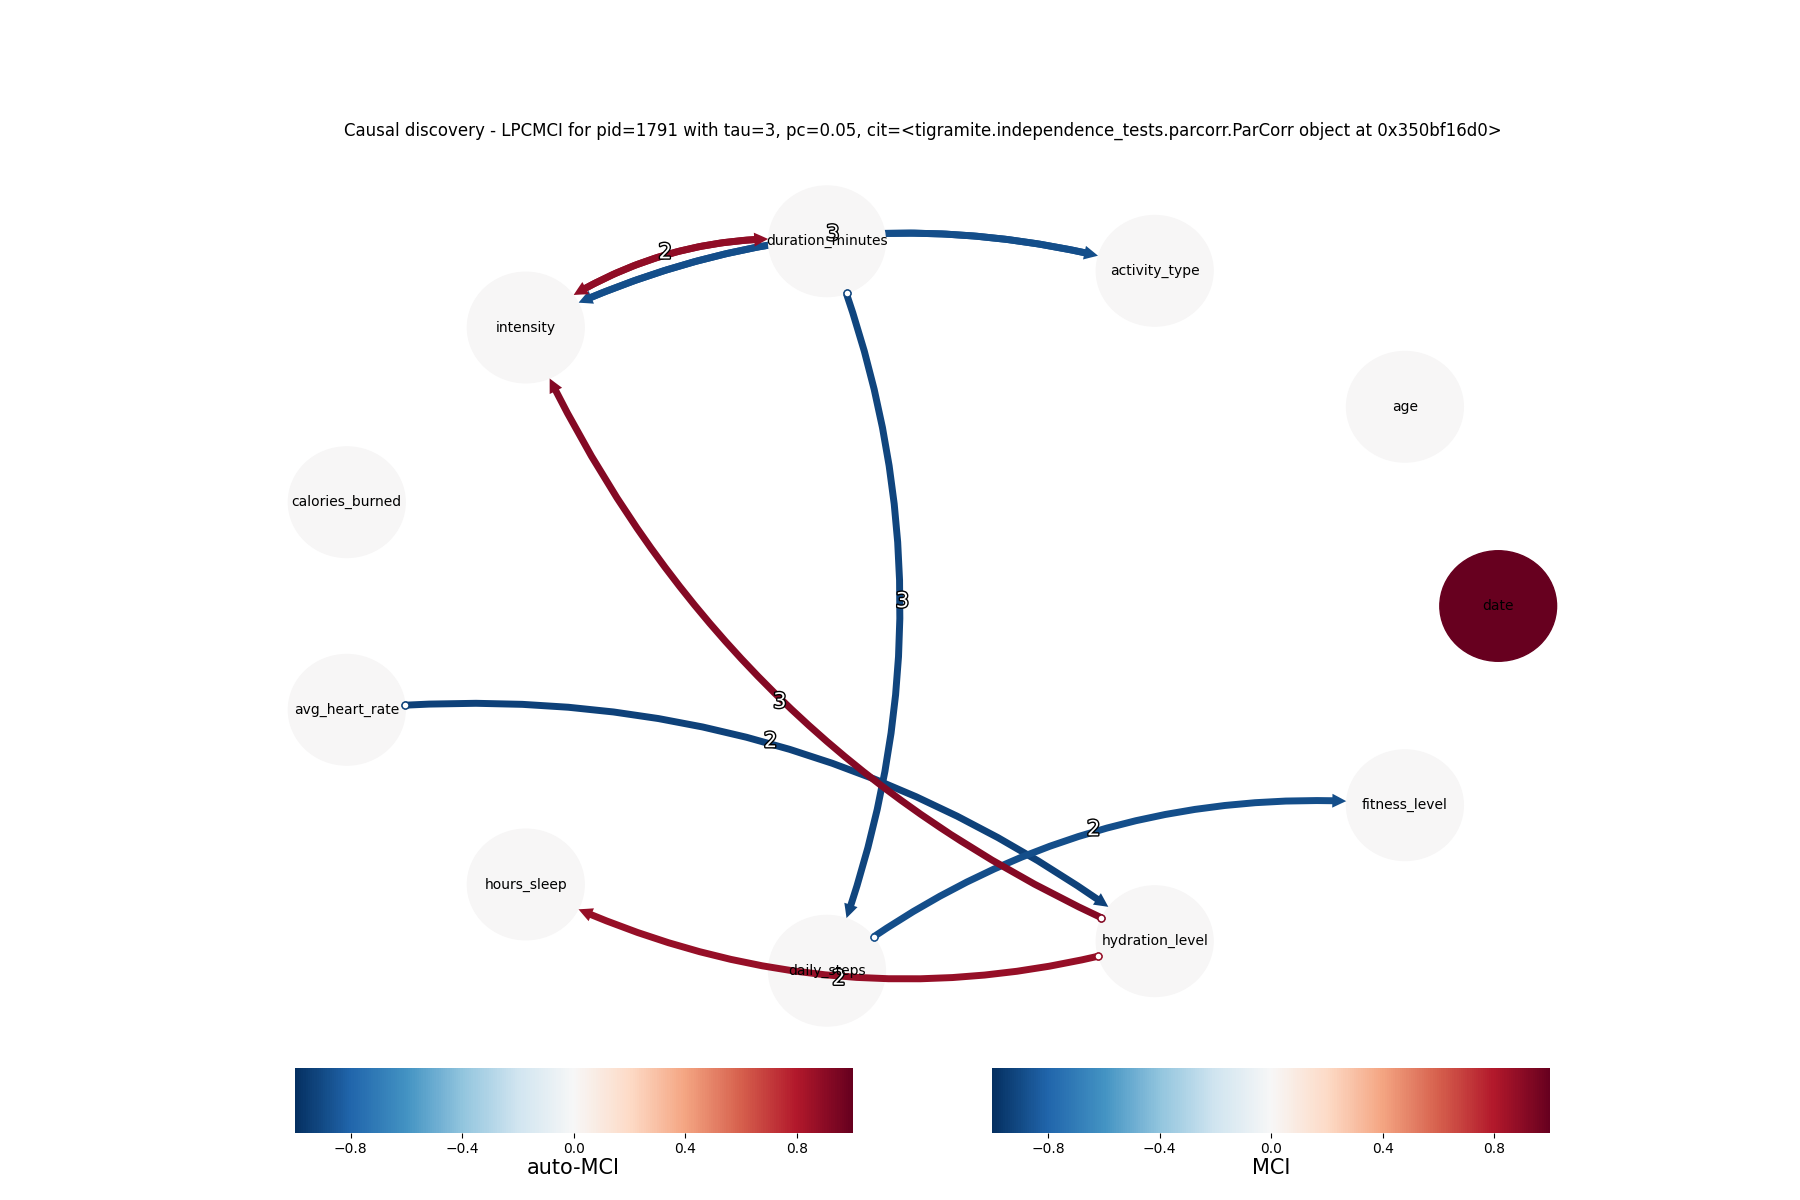 Causal discovery - LPCMCI for pid=1791 with tau=3, pc=0.05, cit=<tigramite.independence_tests.parcorr.ParCorr object at 0x350bf16d0>
3
duration_minutes
2
activity_type
intensity
age
calories_burned
3
date
3
avg_heart_rate
2
fitness_level
2
hours_sleep
hydration_level
daily_steps
2
−0.8 −0.4 0.0 0.4 0.8
auto-MCI
−0.8 −0.4 0.0 0.4 0.8
MCI